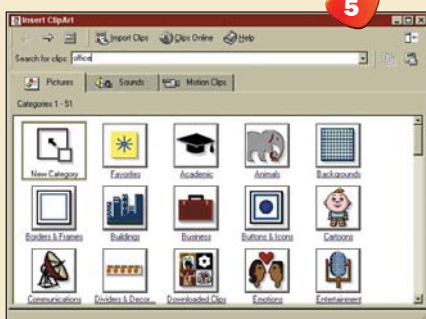 5
Insert ClipArt
Import Clips Clips Online Help
Search for clips: office
Pictures Sounds Motion Clips
Categories 1 - 51
New Category Favorites Academic Animals Backgrounds
Borders & Frames Buildings Business Buttons & Icons Cartoons
Communications Dividers & Decor... Downloaded Clips Emotions Entertainment